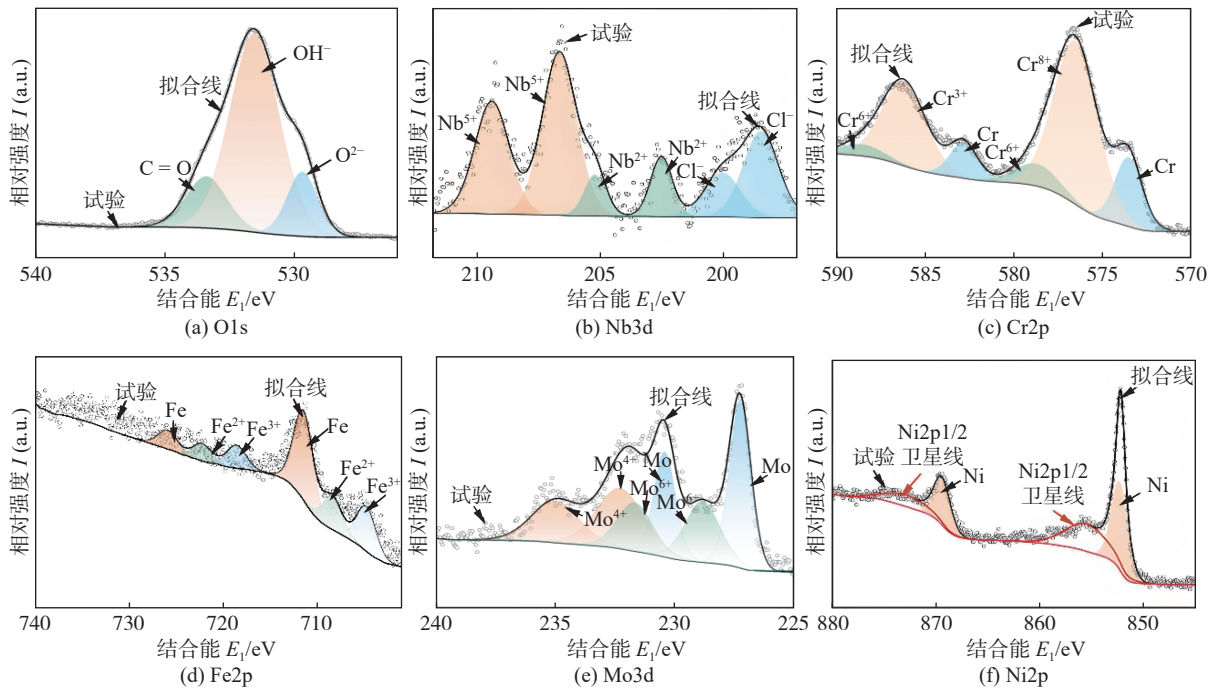 相对强度 I (a.u.)
拟合线
OH⁻
C = O
O²⁻
试验
540
535
530
结合能 E₁/eV
(a) O1s
相对强度 I (a.u.)
试验
Nb⁵⁺
Nb⁵⁺
拟合线
Nb²⁺
Nb²⁺
Cl⁻
Cl⁻
210
205
200
结合能 E₁/eV
(b) Nb3d
相对强度 I (a.u.)
试验
拟合线
Cr⁸⁺
Cr³⁺
Cr⁶⁺
Cr
Cr⁶⁺
Cr
590
585
580
575
570
结合能 E₁/eV
(c) Cr2p
相对强度 I (a.u.)
试验
拟合线
Fe
Fe²⁺
Fe³⁺
Fe
Fe²⁺
Fe³⁺
740
730
720
710
结合能 E₁/eV
(d) Fe2p
相对强度 I (a.u.)
拟合线
试验
Mo⁴⁺
Mo
Mo
Mo⁶⁺
Mo⁶⁺
Mo⁴⁺
240
235
230
225
结合能 E₁/eV
(e) Mo3d
相对强度 I (a.u.)
拟合线
Ni2p1/2
试验 卫星线
Ni
Ni2p1/2
卫星线
Ni
880
870
860
850
结合能 E₁/eV
(f) Ni2p